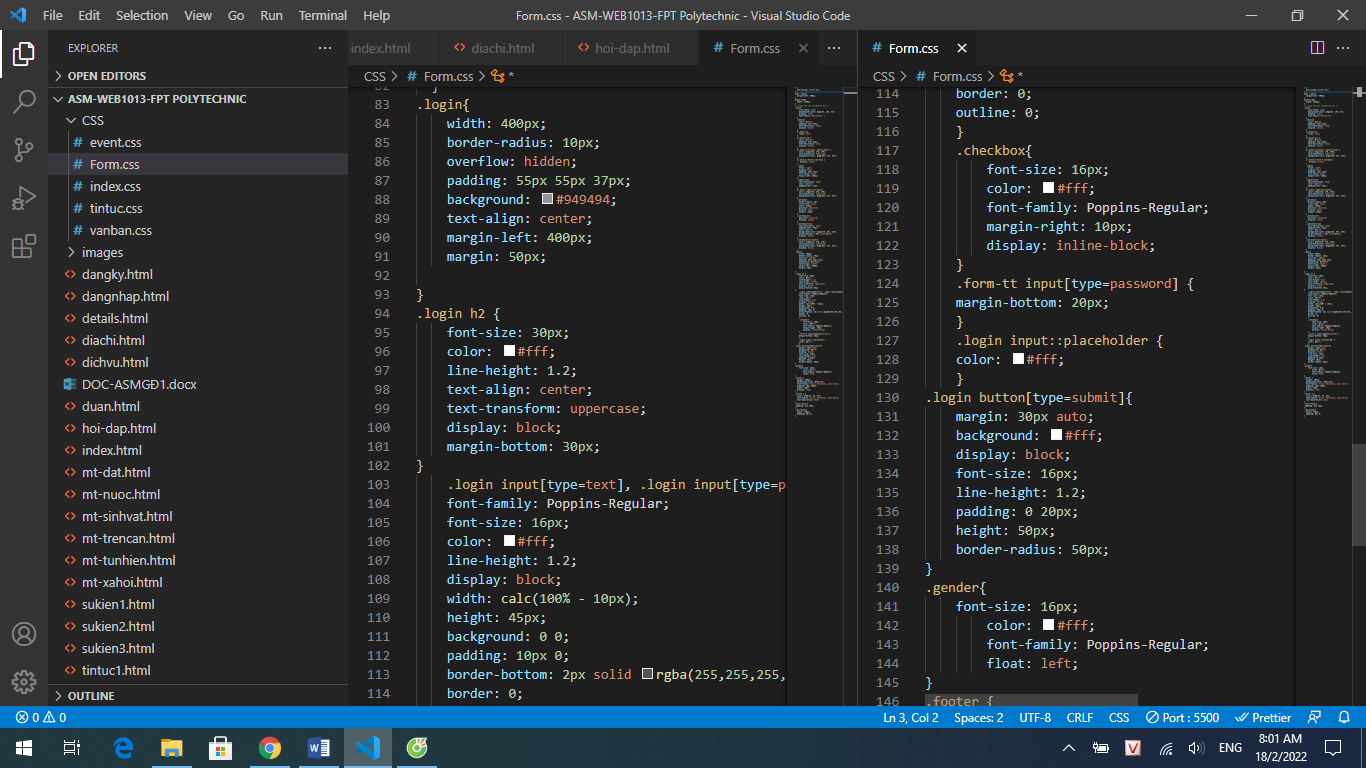 File Edit Selection View Go Run Terminal Help
Form.css - ASM-WEB1013-FPT Polytechnic - Visual Studio Code
EXPLORER
OPEN EDITORS
ASM-WEB1013-FPT POLYTECHNIC
CSS
# event.css
# Form.css
# index.css
# tintuc.css
# vanban.css
images
<> dangky.html
<> dangnhap.html
<> details.html
<> diachi.html
<> dichvu.html
DOC-ASMGĐ1.docx
<> duan.html
<> hoi-dap.html
<> index.html
<> mt-dat.html
<> mt-nuoc.html
<> mt-sinhvat.html
<> mt-trencan.html
<> mt-tunhien.html
<> mt-xahoi.html
<> sukien1.html
<> sukien2.html
<> sukien3.html
<> tintuc1.html
OUTLINE
index.html <> diachi.html <> hoi-dap.html # Form.css
CSS > # Form.css > *
82 }
83 .login{
84 width: 400px;
85 border-radius: 10px;
86 overflow: hidden;
87 padding: 55px 55px 37px;
88 background: #949494;
89 text-align: center;
90 margin-left: 400px;
91 margin: 50px;
92
93 }
94 .login h2 {
95 font-size: 30px;
96 color: #fff;
97 line-height: 1.2;
98 text-align: center;
99 text-transform: uppercase;
100 display: block;
101 margin-bottom: 30px;
102 }
103 .login input[type=text], .login input[type=p
104 font-family: Poppins-Regular;
105 font-size: 16px;
106 color: #fff;
107 line-height: 1.2;
108 display: block;
109 width: calc(100% - 10px);
110 height: 45px;
111 background: 0 0;
112 padding: 10px 0;
113 border-bottom: 2px solid rgba(255,255,255,
114 border: 0;
# Form.css
CSS > # Form.css > *
114 border: 0;
115 outline: 0;
116 }
117 .checkbox{
118 font-size: 16px;
119 color: #fff;
120 font-family: Poppins-Regular;
121 margin-right: 10px;
122 display: inline-block;
123 }
124 .form-tt input[type=password] {
125 margin-bottom: 20px;
126 }
127 .login input::placeholder {
128 color: #fff;
129 }
130 .login button[type=submit]{
131 margin: 30px auto;
132 background: #fff;
133 display: block;
134 font-size: 16px;
135 line-height: 1.2;
136 padding: 0 20px;
137 height: 50px;
138 border-radius: 50px;
139 }
140 .gender{
141 font-size: 16px;
142 color: #fff;
143 font-family: Poppins-Regular;
144 float: left;
145 }
146 .footer {
0 0
Ln 3, Col 2 Spaces: 2 UTF-8 CRLF CSS Port : 5500 Prettier
V ENG
8:01 AM
18/2/2022